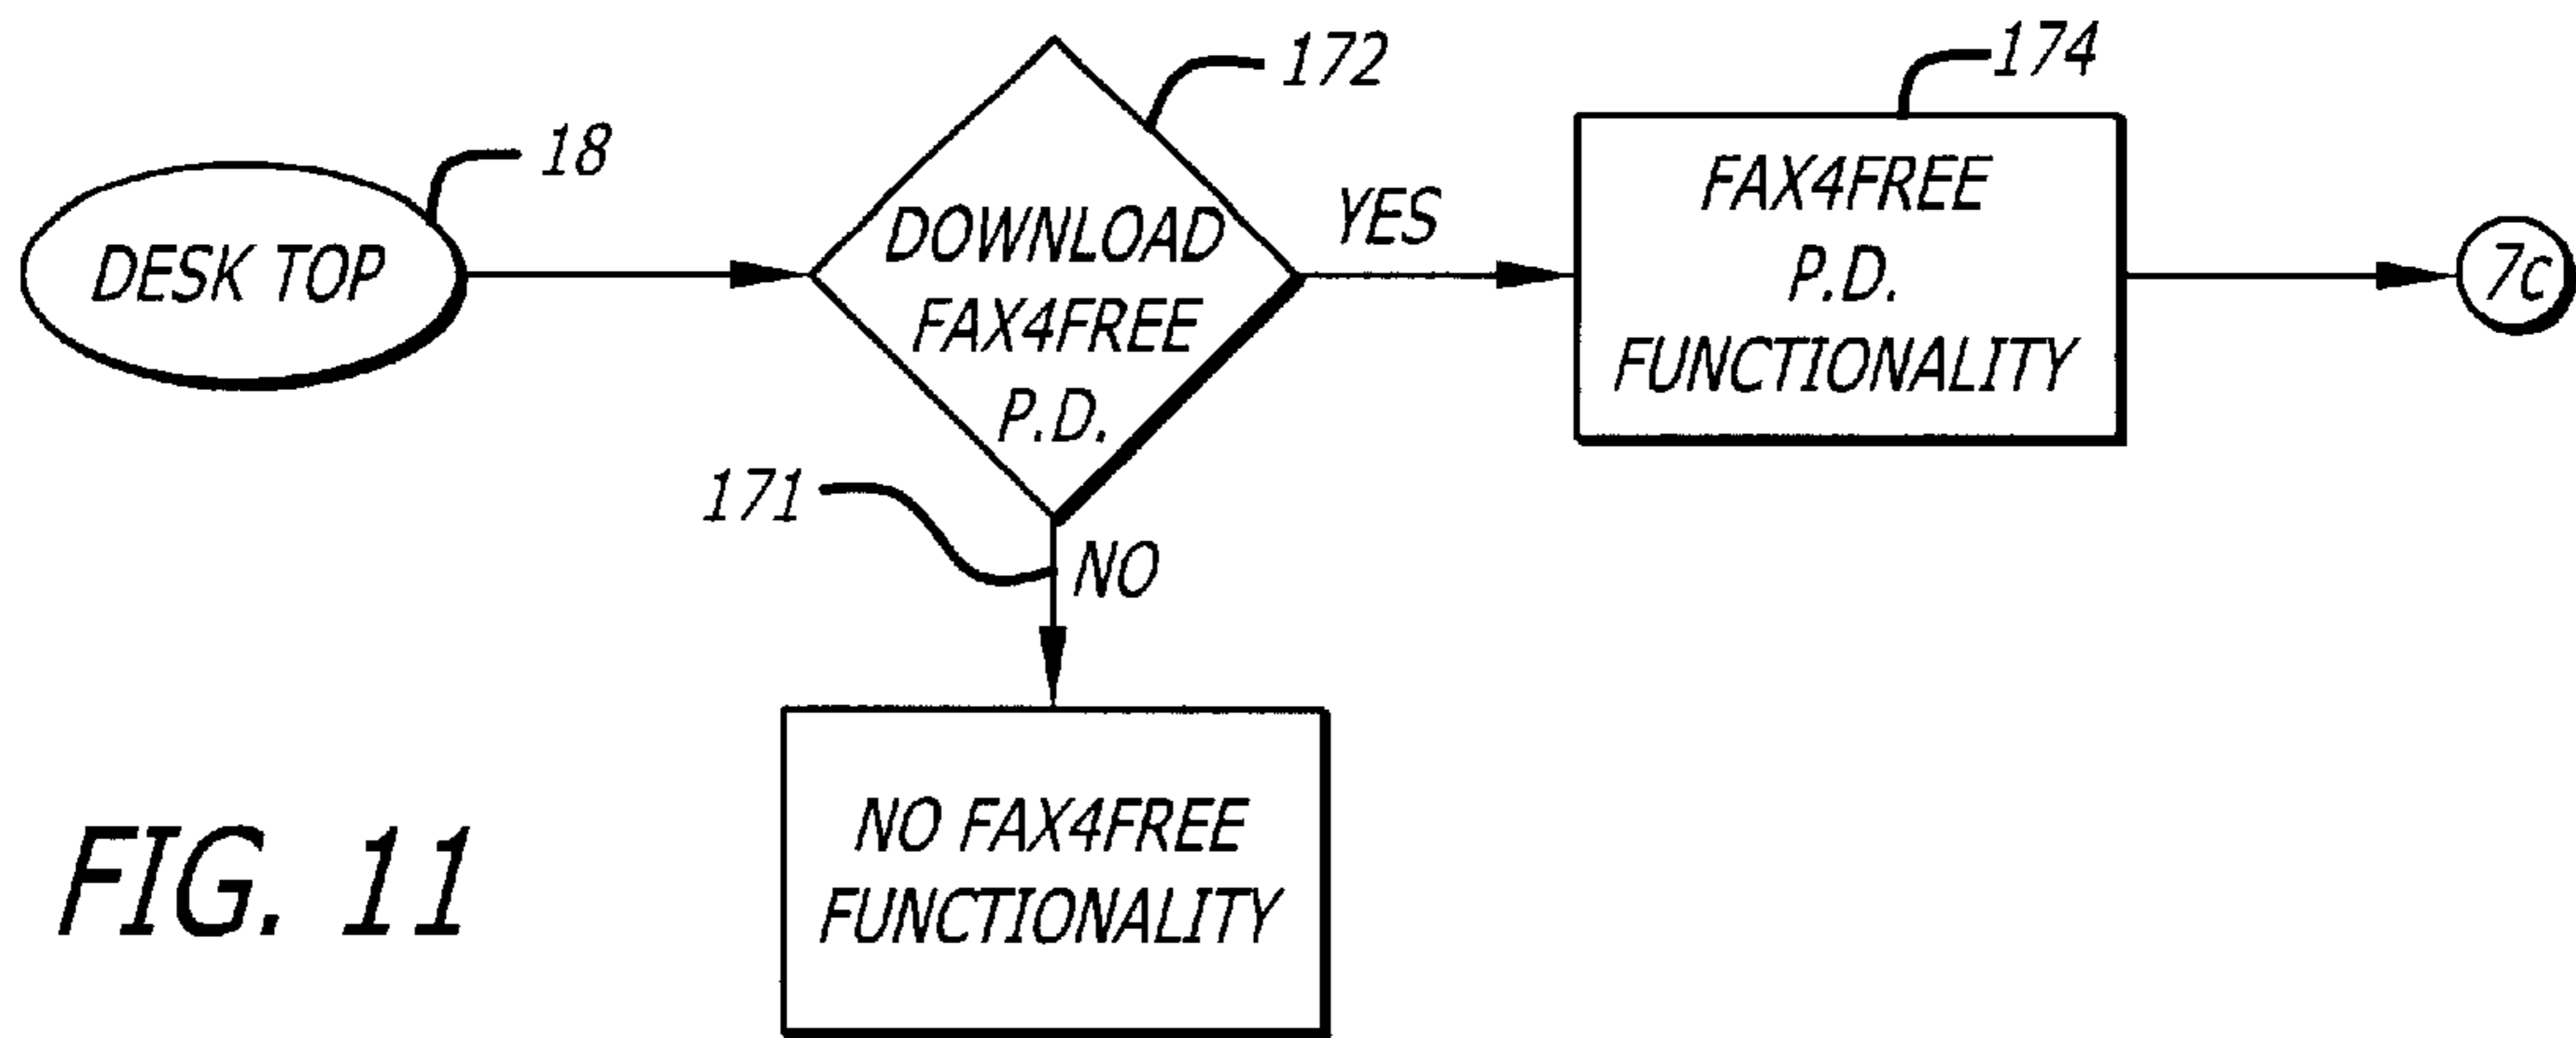 18
DESK TOP
172
DOWNLOAD
FAX4FREE
P.D.
YES
174
FAX4FREE
P.D.
FUNCTIONALITY
7c
171
NO
NO FAX4FREE
FUNCTIONALITY
FIG. 11